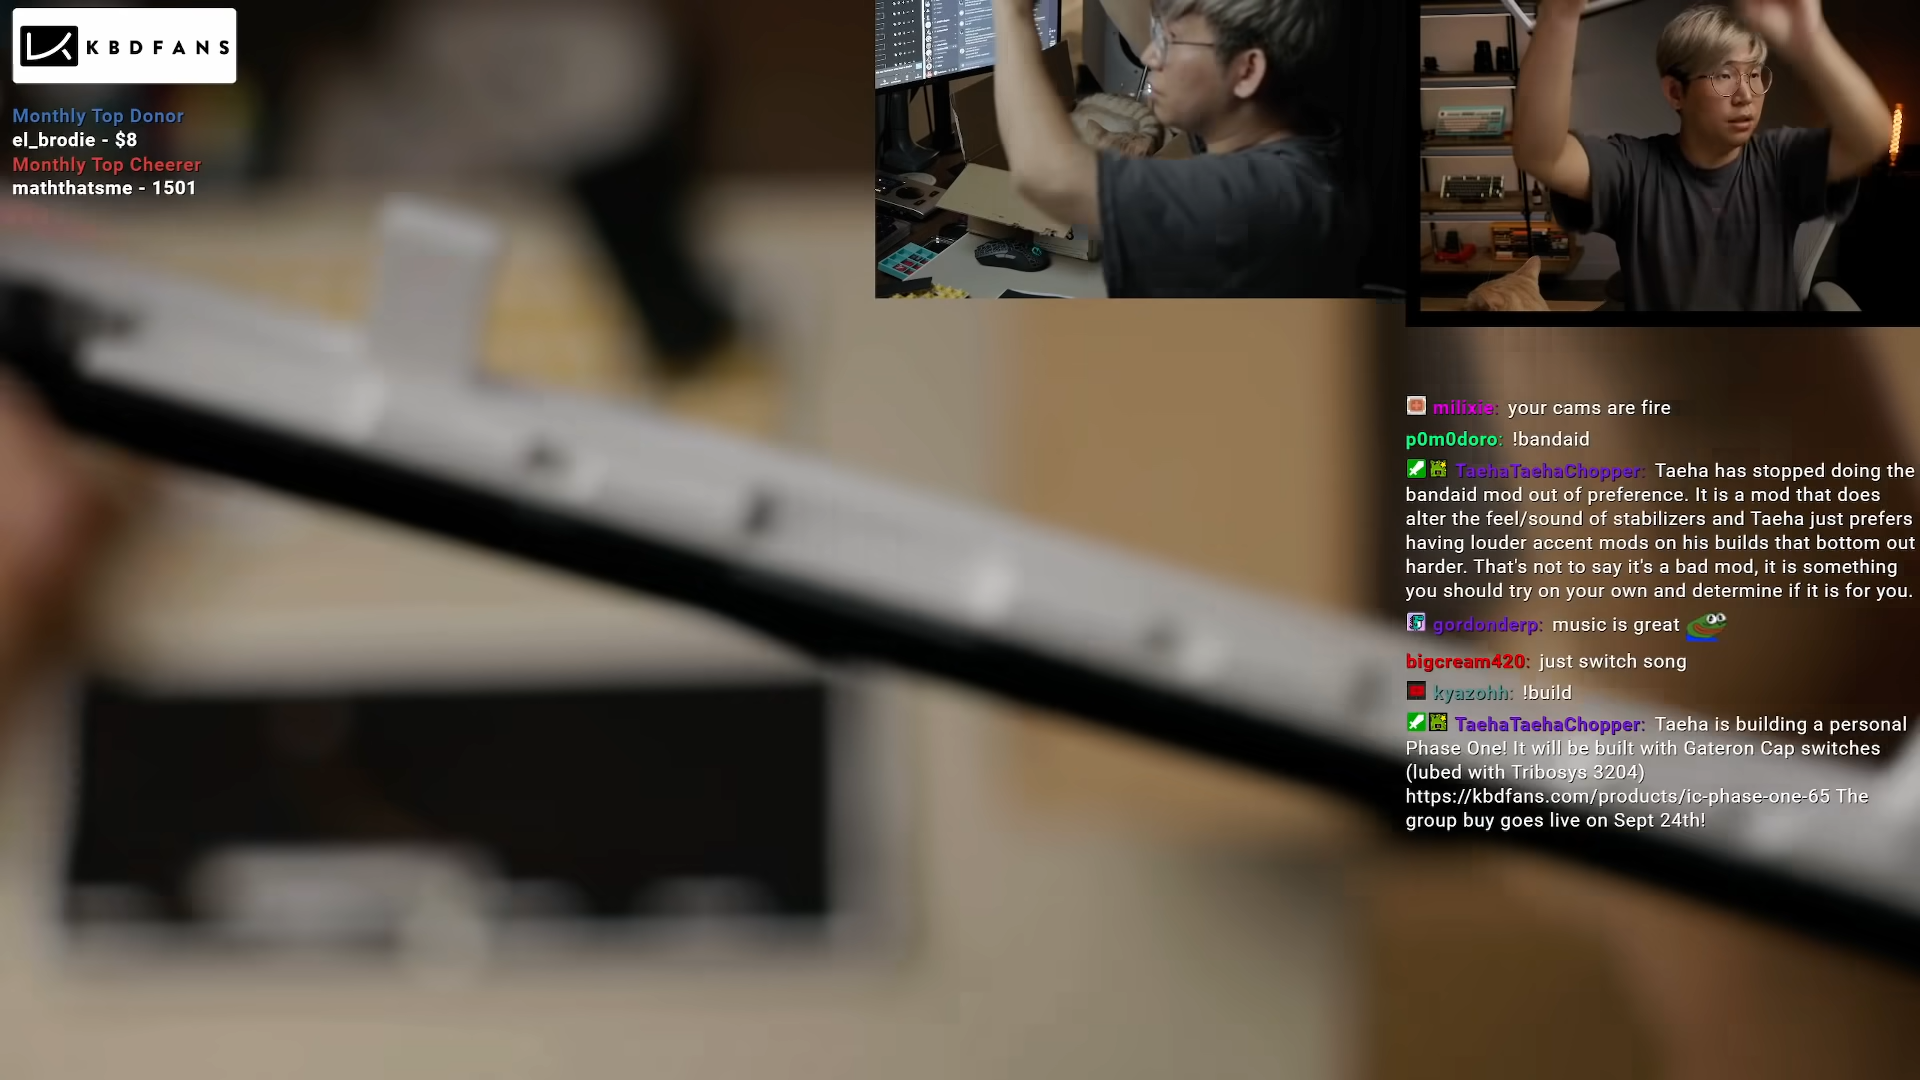 KBDFANS
Monthly Top Donor
el_brodie - $8
Monthly Top Cheerer
maththatsme - 1501
milixie: your cams are fire
p0m0doro: !bandaid
TaehaTaehaChopper: Taeha has stopped doing the
bandaid mod out of preference. It is a mod that does
alter the feel/sound of stabilizers and Taeha just prefers
having louder accent mods on his builds that bottom out
harder. That's not to say it's a bad mod, it is something
you should try on your own and determine if it is for you.
gordonderp: music is great
bigcream420: just switch song
kyazohh: !build
TaehaTaehaChopper: Taeha is building a personal
Phase One! It will be built with Gateron Cap switches
(lubed with Tribosys 3204)
https://kbdfans.com/products/ic-phase-one-65 The
group buy goes live on Sept 24th!